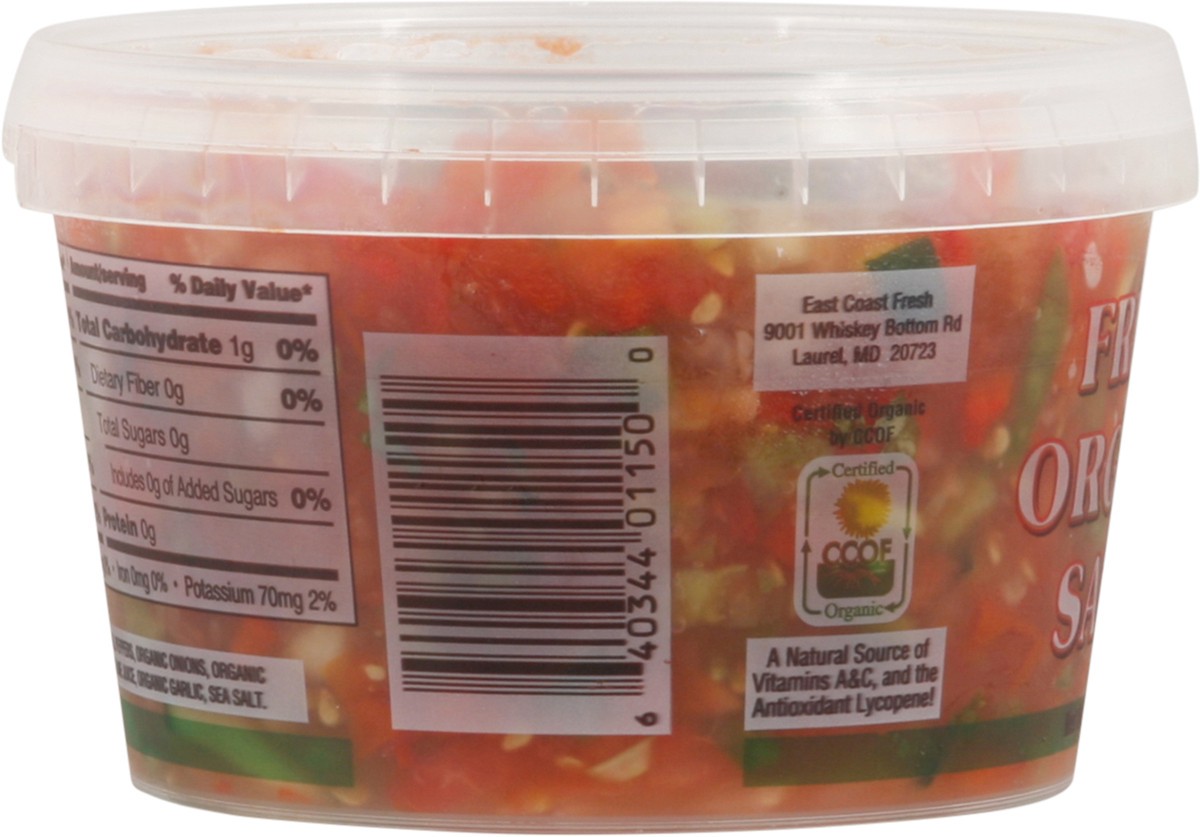 Amount/serving % Daily Value*
Total Carbohydrate 1g 0%
Dietary Fiber 0g 0%
Total Sugars 0g
Includes 0g of Added Sugars 0%
Protein 0g
% • Iron 0mg 0% • Potassium 70mg 2%
ORGANIC ONIONS, ORGANIC
ORGANIC GARLIC, SEA SALT.
6 40344 01150 0
East Coast Fresh
9001 Whiskey Bottom Rd
Laurel, MD 20723
Certified Organic
by CCOF
Certified
CCOF
Organic
A Natural Source of
Vitamins A&C, and the
Antioxidant Lycopene!
FR
ORG
SA